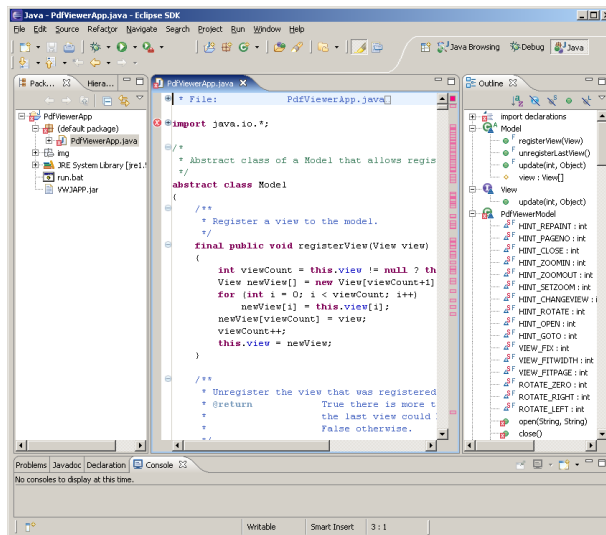 Java - PdfViewerApp.java - Eclipse SDK
File Edit Source Refactor Navigate Search Project Run Window Help
Java Browsing Debug Java
Pack... Hiera...
PdfViewerApp
(default package)
PdfViewerApp.java
img
JRE System Library [jre1.5
run.bat
VWJAPP.jar
PdfViewerApp.java
* File: PdfViewerApp.java
import java.io.*;
/*
* Abstract class of a Model that allows regis
*/
abstract class Model
{
/**
* Register a view to the model.
*/
final public void registerView(View view)
{
int viewCount = this.view != null ? th
View newView[] = new View[viewCount+1]
for (int i = 0; i < viewCount; i++)
newView[i] = this.view[i];
newView[viewCount] = view;
viewCount++;
this.view = newView;
}
/**
* Unregister the view that was registered
* @return True there is more t
* the last view could
* False otherwise.
*/
Outline
import declarations
Model
registerView(View)
unregisterLastView()
update(int, Object)
view : View[]
View
update(int, Object)
PdfViewerModel
HINT_REPAINT : int
HINT_PAGENO : int
HINT_CLOSE : int
HINT_ZOOMIN : int
HINT_ZOOMOUT : int
HINT_SETZOOM : int
HINT_CHANGEVIEW : i
HINT_ROTATE : int
HINT_OPEN : int
HINT_GOTO : int
VIEW_FIX : int
VIEW_FITWIDTH : int
VIEW_FITPAGE : int
ROTATE_ZERO : int
ROTATE_RIGHT : int
ROTATE_LEFT : int
open(String, String)
close()
Problems Javadoc Declaration Console
No consoles to display at this time.
Writable Smart Insert 3 : 1